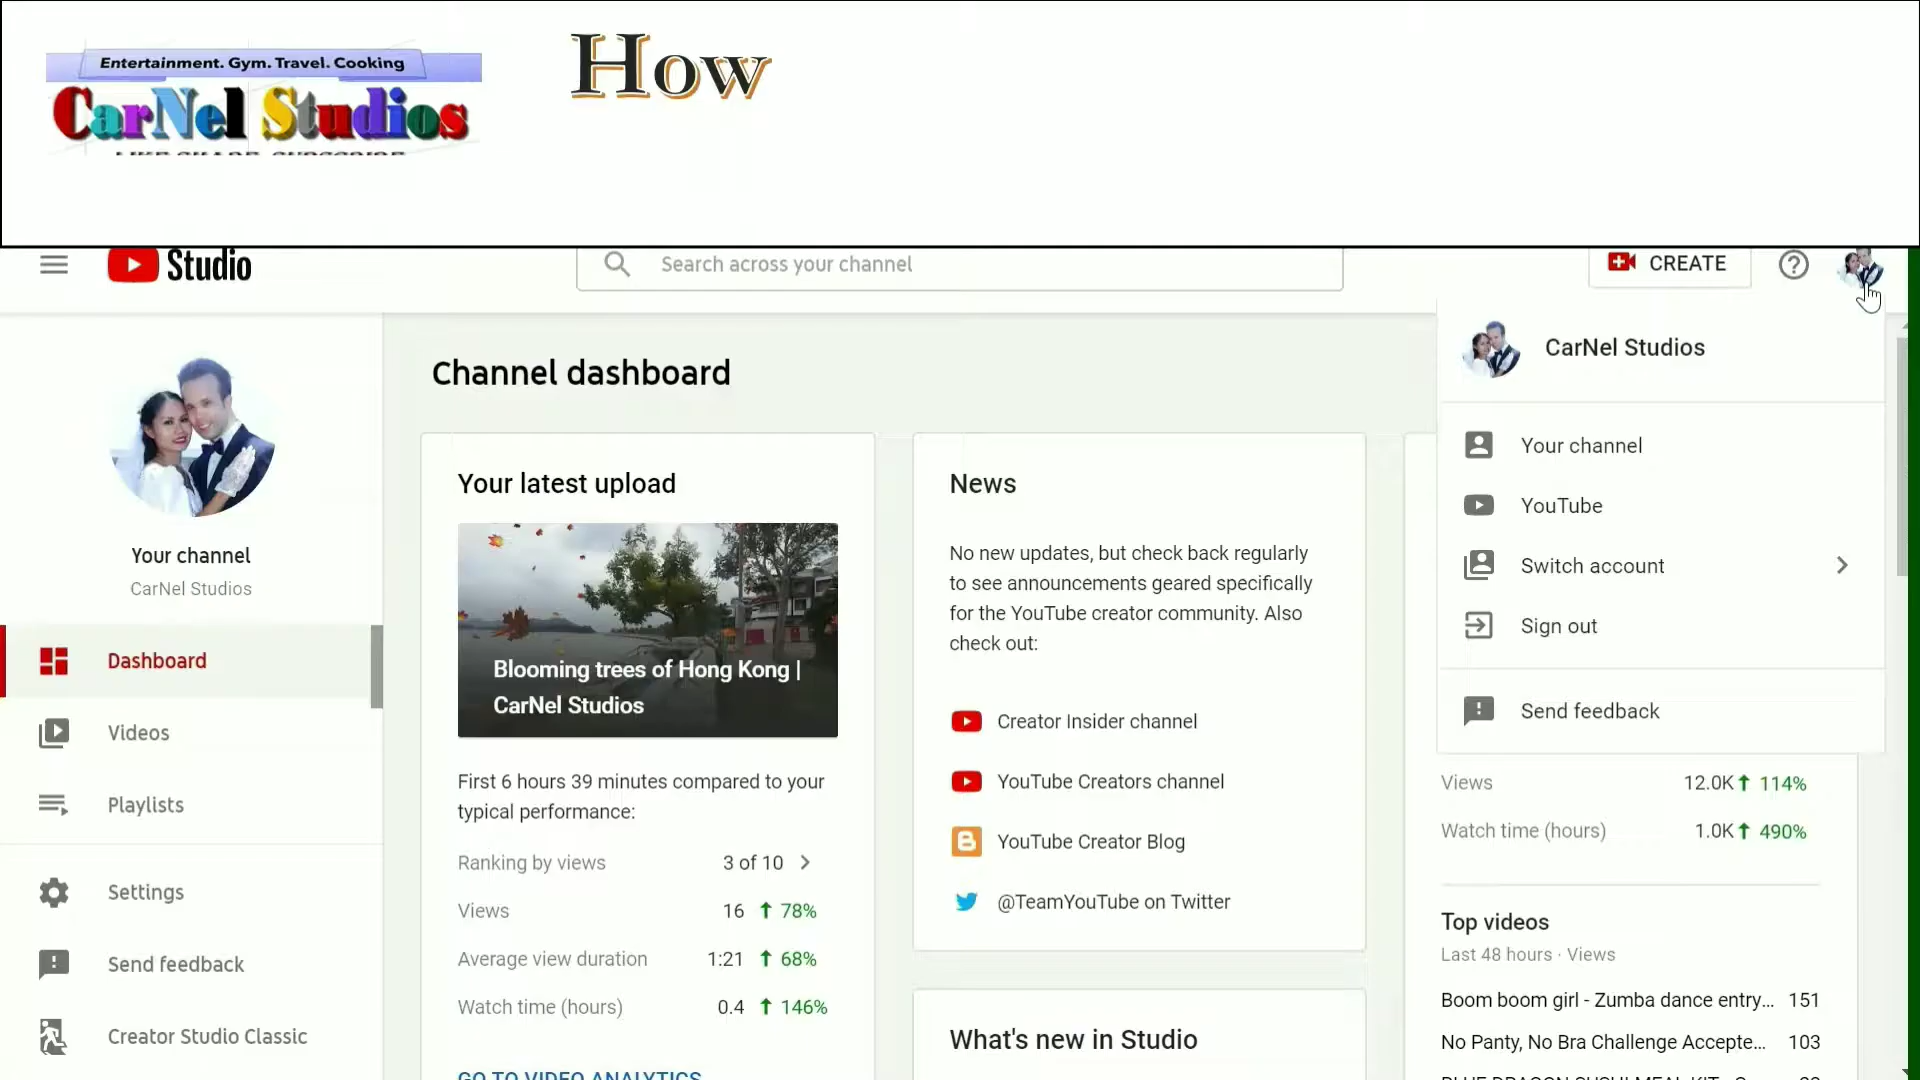 Entertainment. Gym. Travel. Cooking
CarNel Studios
How
Studio
Search across your channel
CREATE
CarNel Studios
Your channel
YouTube
Switch account
Sign out
Send feedback
Your channel
CarNel Studios
Dashboard
Videos
Playlists
Settings
Send feedback
Creator Studio Classic
Channel dashboard
Your latest upload
Blooming trees of Hong Kong |
CarNel Studios
First 6 hours 39 minutes compared to your
typical performance:
Ranking by views 3 of 10
Views 16 78%
Average view duration 1:21 68%
Watch time (hours) 0.4 146%
GO TO VIDEO ANALYTICS
News
No new updates, but check back regularly
to see announcements geared specifically
for the YouTube creator community. Also
check out:
Creator Insider channel
YouTube Creators channel
YouTube Creator Blog
@TeamYouTube on Twitter
What's new in Studio
Views 12.0K 114%
Watch time (hours) 1.0K 490%
Top videos
Last 48 hours · Views
Boom boom girl - Zumba dance entry... 151
No Panty, No Bra Challenge Accepte... 103